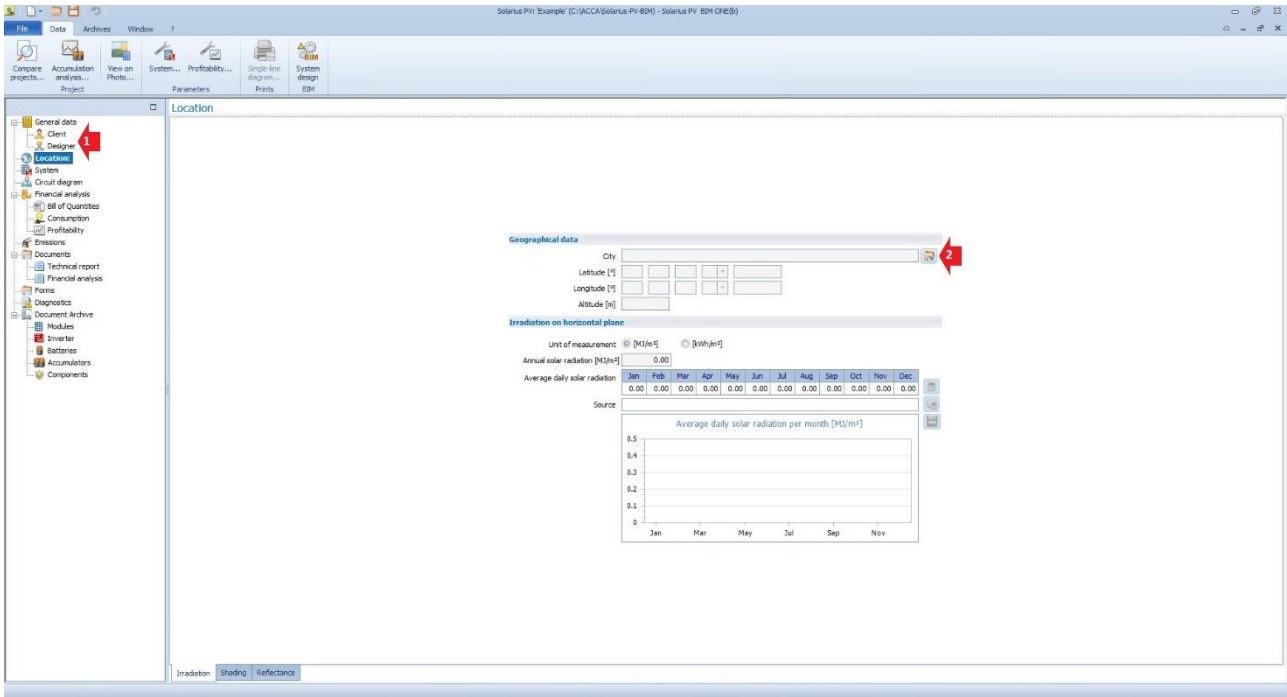 Solarius PV: 'Example' (C:\ACCA\Solarius-PV-BIM) - Solarius PV BIM ONE(b)
File Data Archives Window ?
Compare projects...
Accumulation analysis...
View on Photo...
System...
Profitability...
Single-line diagram...
BIM
System design
Project Parameters Prints BIM
Location
General data
Client
Designer
1
Location:
System
Circuit diagram
Financial analysis
Bill of Quantities
Consumption
Profitability
Emissions
Documents
Technical report
Financial analysis
Forms
Diagnostics
Document Archive
Modules
Inverter
Batteries
Accumulators
Components
Geographical data
City
2
Latitude [°]
Longitude [°]
Altitude [m]
Irradiation on horizontal plane
Unit of measurement [MJ/m²] [kWh/m²]
Annual solar radiation [MJ/m²] 0.00
Average daily solar radiation Jan Feb Mar Apr May Jun Jul Aug Sep Oct Nov Dec
0.00 0.00 0.00 0.00 0.00 0.00 0.00 0.00 0.00 0.00 0.00 0.00
Source
Average daily solar radiation per month [MJ/m²]
0.5
0.4
0.3
0.2
0.1
0
Jan Mar May Jul Sep Nov
Irradiation Shading Reflectance